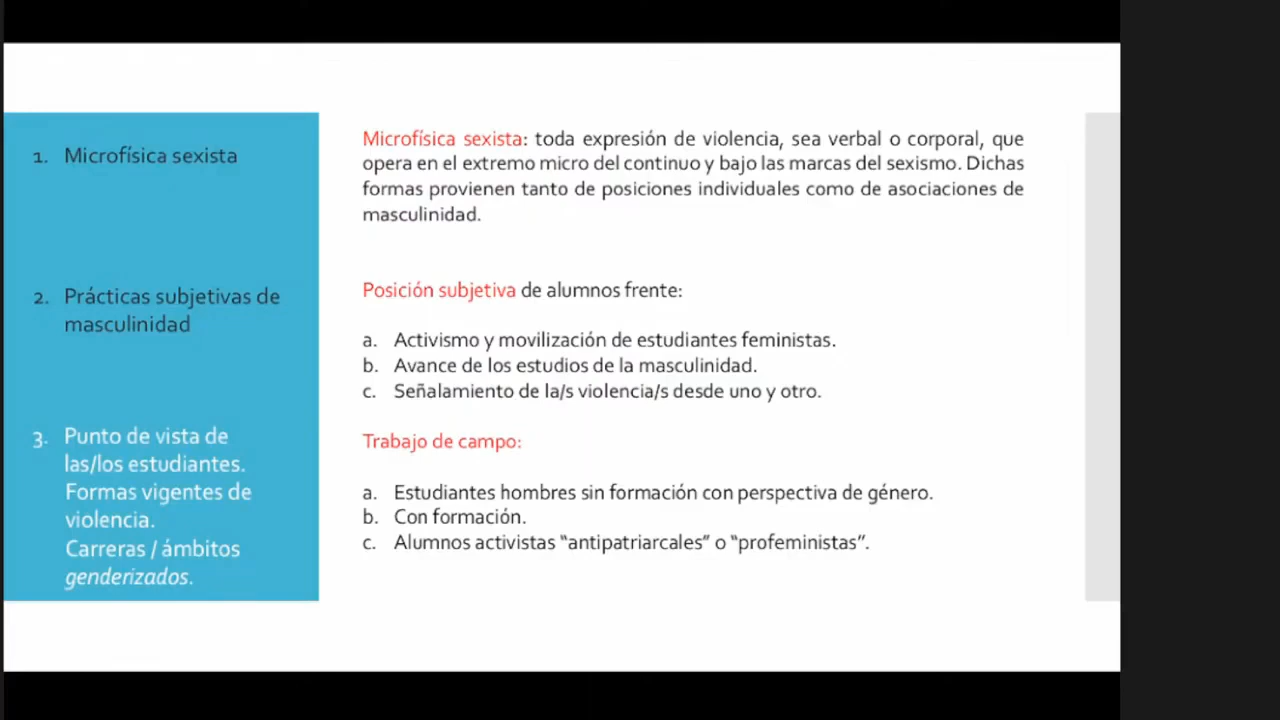 1. Microfísica sexista
2. Prácticas subjetivas de
masculinidad
3. Punto de vista de
las/los estudiantes.
Formas vigentes de
violencia.
Carreras / ámbitos
genderizados.
Microfísica sexista: toda expresión de violencia, sea verbal o corporal, que
opera en el extremo micro del continuo y bajo las marcas del sexismo. Dichas
formas provienen tanto de posiciones individuales como de asociaciones de
masculinidad.
Posición subjetiva de alumnos frente:
a. Activismo y movilización de estudiantes feministas.
b. Avance de los estudios de la masculinidad.
c. Señalamiento de la/s violencia/s desde uno y otro.
Trabajo de campo:
a. Estudiantes hombres sin formación con perspectiva de género.
b. Con formación.
c. Alumnos activistas “antipatriarcales” o “profeministas”.